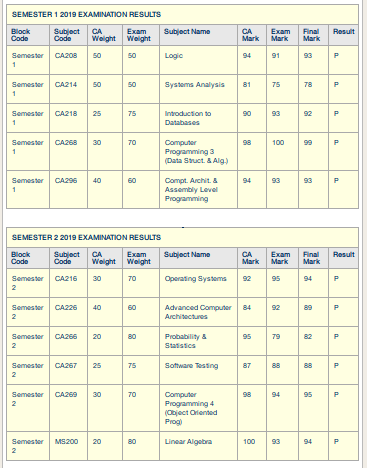 SEMESTER 1 2019 EXAMINATION RESULTS
Block Code Subject Code CA Weight Exam Weight Subject Name CA Mark Exam Mark Final Mark Result
Semester 1 CA208 50 50 Logic 94 91 93 P
Semester 1 CA214 50 50 Systems Analysis 81 75 78 P
Semester 1 CA218 25 75 Introduction to Databases 90 93 92 P
Semester 1 CA268 30 70 Computer Programming 3 (Data Struct. & Alg.) 98 100 99 P
Semester 1 CA296 40 60 Compt. Archit. & Assembly Level Programming 94 93 93 P
SEMESTER 2 2019 EXAMINATION RESULTS
Block Code Subject Code CA Weight Exam Weight Subject Name CA Mark Exam Mark Final Mark Result
Semester 2 CA216 30 70 Operating Systems 92 95 94 P
Semester 2 CA226 40 60 Advanced Computer Architectures 84 92 89 P
Semester 2 CA266 20 80 Probability & Statistics 95 79 82 P
Semester 2 CA267 25 75 Software Testing 87 88 88 P
Semester 2 CA269 30 70 Computer Programming 4 (Object Oriented Prog) 98 94 95 P
Semester 2 MS200 20 80 Linear Algebra 100 93 94 P